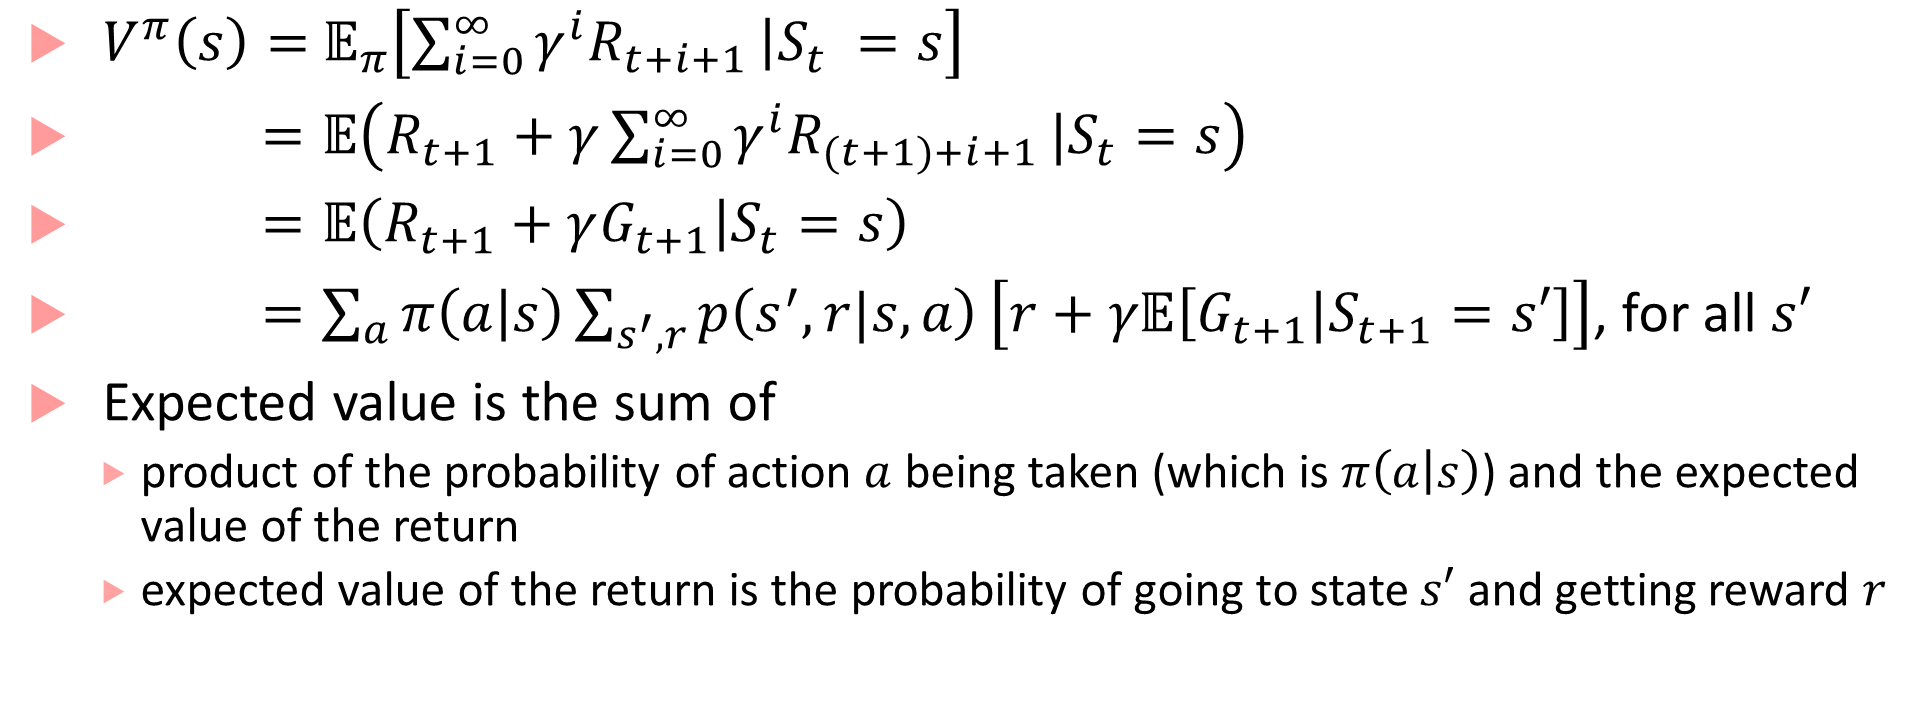 ▶ V^π(s) = 𝔼_π[∑_{i=0}^{∞} γ^i R_{t+i+1} |S_t = s]
▶ = 𝔼(R_{t+1} + γ ∑_{i=0}^{∞} γ^i R_{(t+1)+i+1} |S_t = s)
▶ = 𝔼(R_{t+1} + γG_{t+1}|S_t = s)
▶ = ∑_a π(a|s) ∑_{s′,r} p(s′, r|s, a) [r + γ𝔼[G_{t+1}|S_{t+1} = s′]], for all s′
▶ Expected value is the sum of
▶ product of the probability of action a being taken (which is π(a|s)) and the expected
value of the return
▶ expected value of the return is the probability of going to state s′ and getting reward r